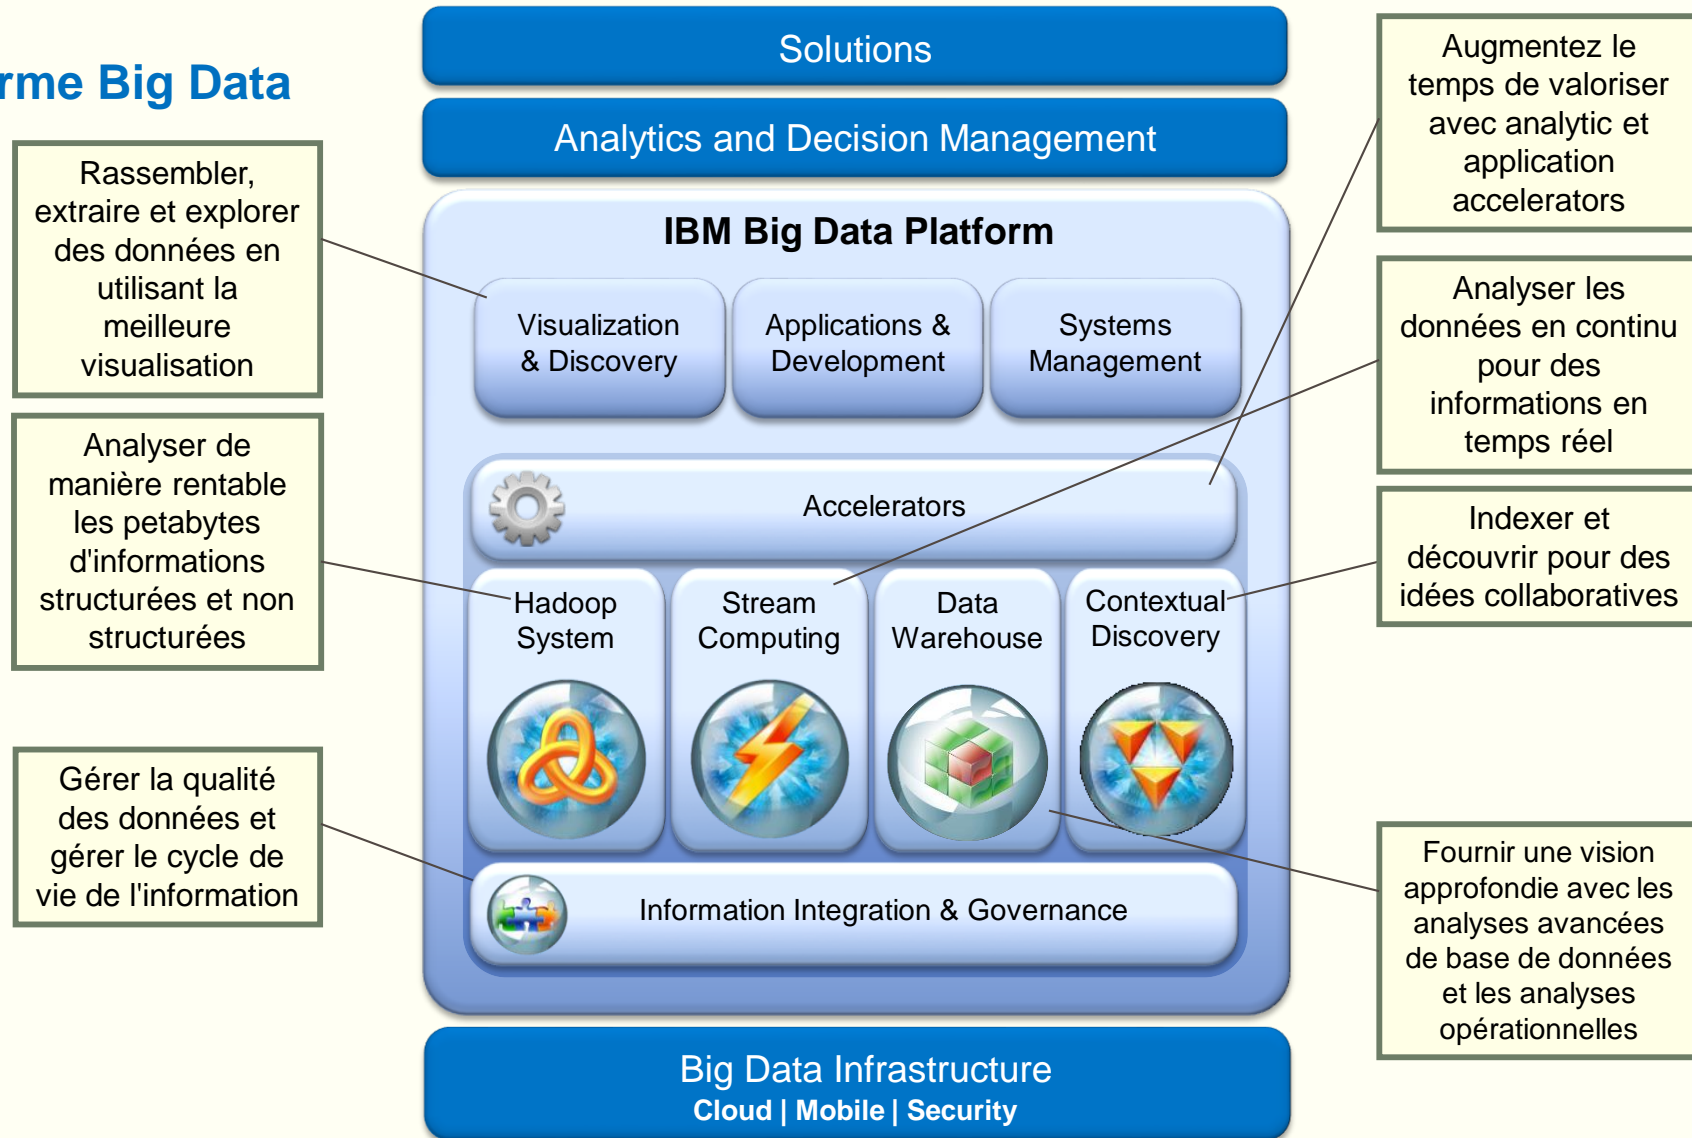 rme Big Data
Solutions
Analytics and Decision Management
IBM Big Data Platform
Visualization
& Discovery
Applications &
Development
Systems
Management
Accelerators
Hadoop
System
Stream
Computing
Data
Warehouse
Contextual
Discovery
Information Integration & Governance
Big Data Infrastructure
Cloud | Mobile | Security
Rassembler,
extraire et explorer
des données en
utilisant la
meilleure
visualisation
Analyser de
manière rentable
les petabytes
d'informations
structurées et non
structurées
Gérer la qualité
des données et
gérer le cycle de
vie de l'information
Augmentez le
temps de valoriser
avec analytic et
application
accelerators
Analyser les
données en continu
pour des
informations en
temps réel
Indexer et
découvrir pour des
idées collaboratives
Fournir une vision
approfondie avec les
analyses avancées
de base de données
et les analyses
opérationnelles